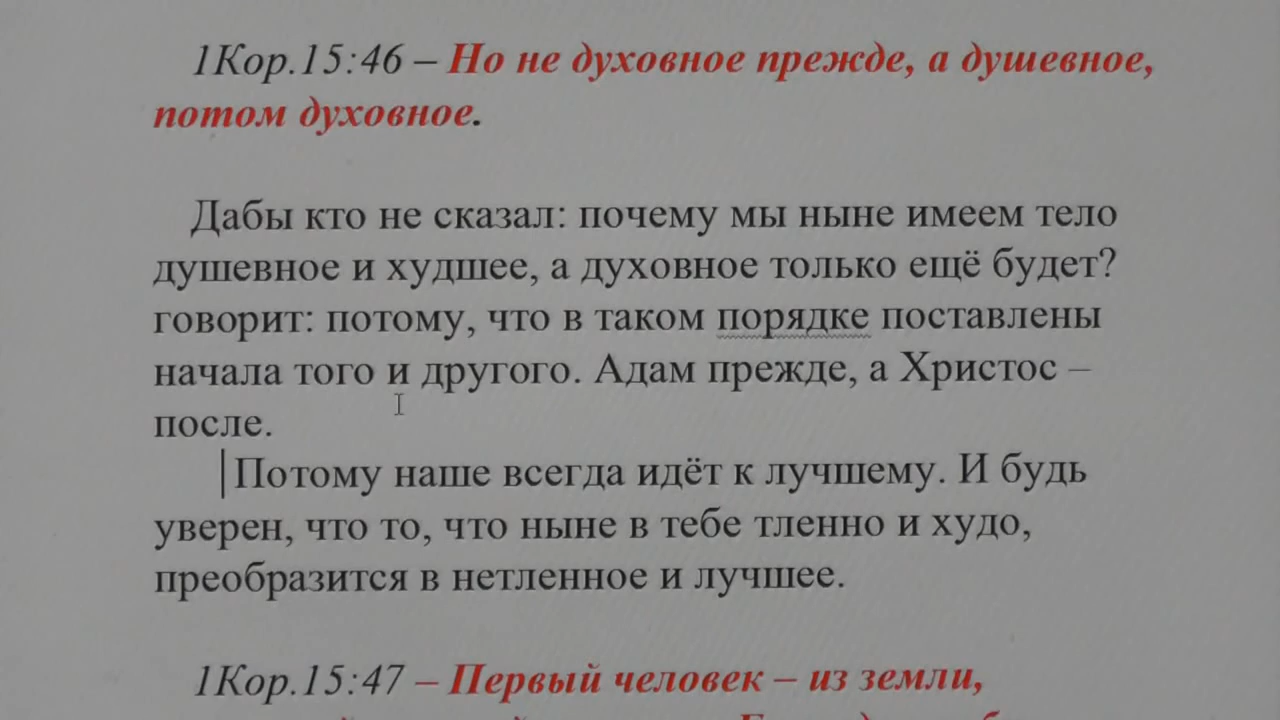 1Кор.15:46 – Но не духовное прежде, а душевное,
потом духовное.
Дабы кто не сказал: почему мы ныне имеем тело
душевное и худшее, а духовное только ещё будет?
говорит: потому, что в таком порядке поставлены
начала того и другого. Адам прежде, а Христос –
после.
Потому наше всегда идёт к лучшему. И будь
уверен, что то, что ныне в тебе тленно и худо,
преобразится в нетленное и лучшее.
1Кор.15:47 – Первый человек – из земли,